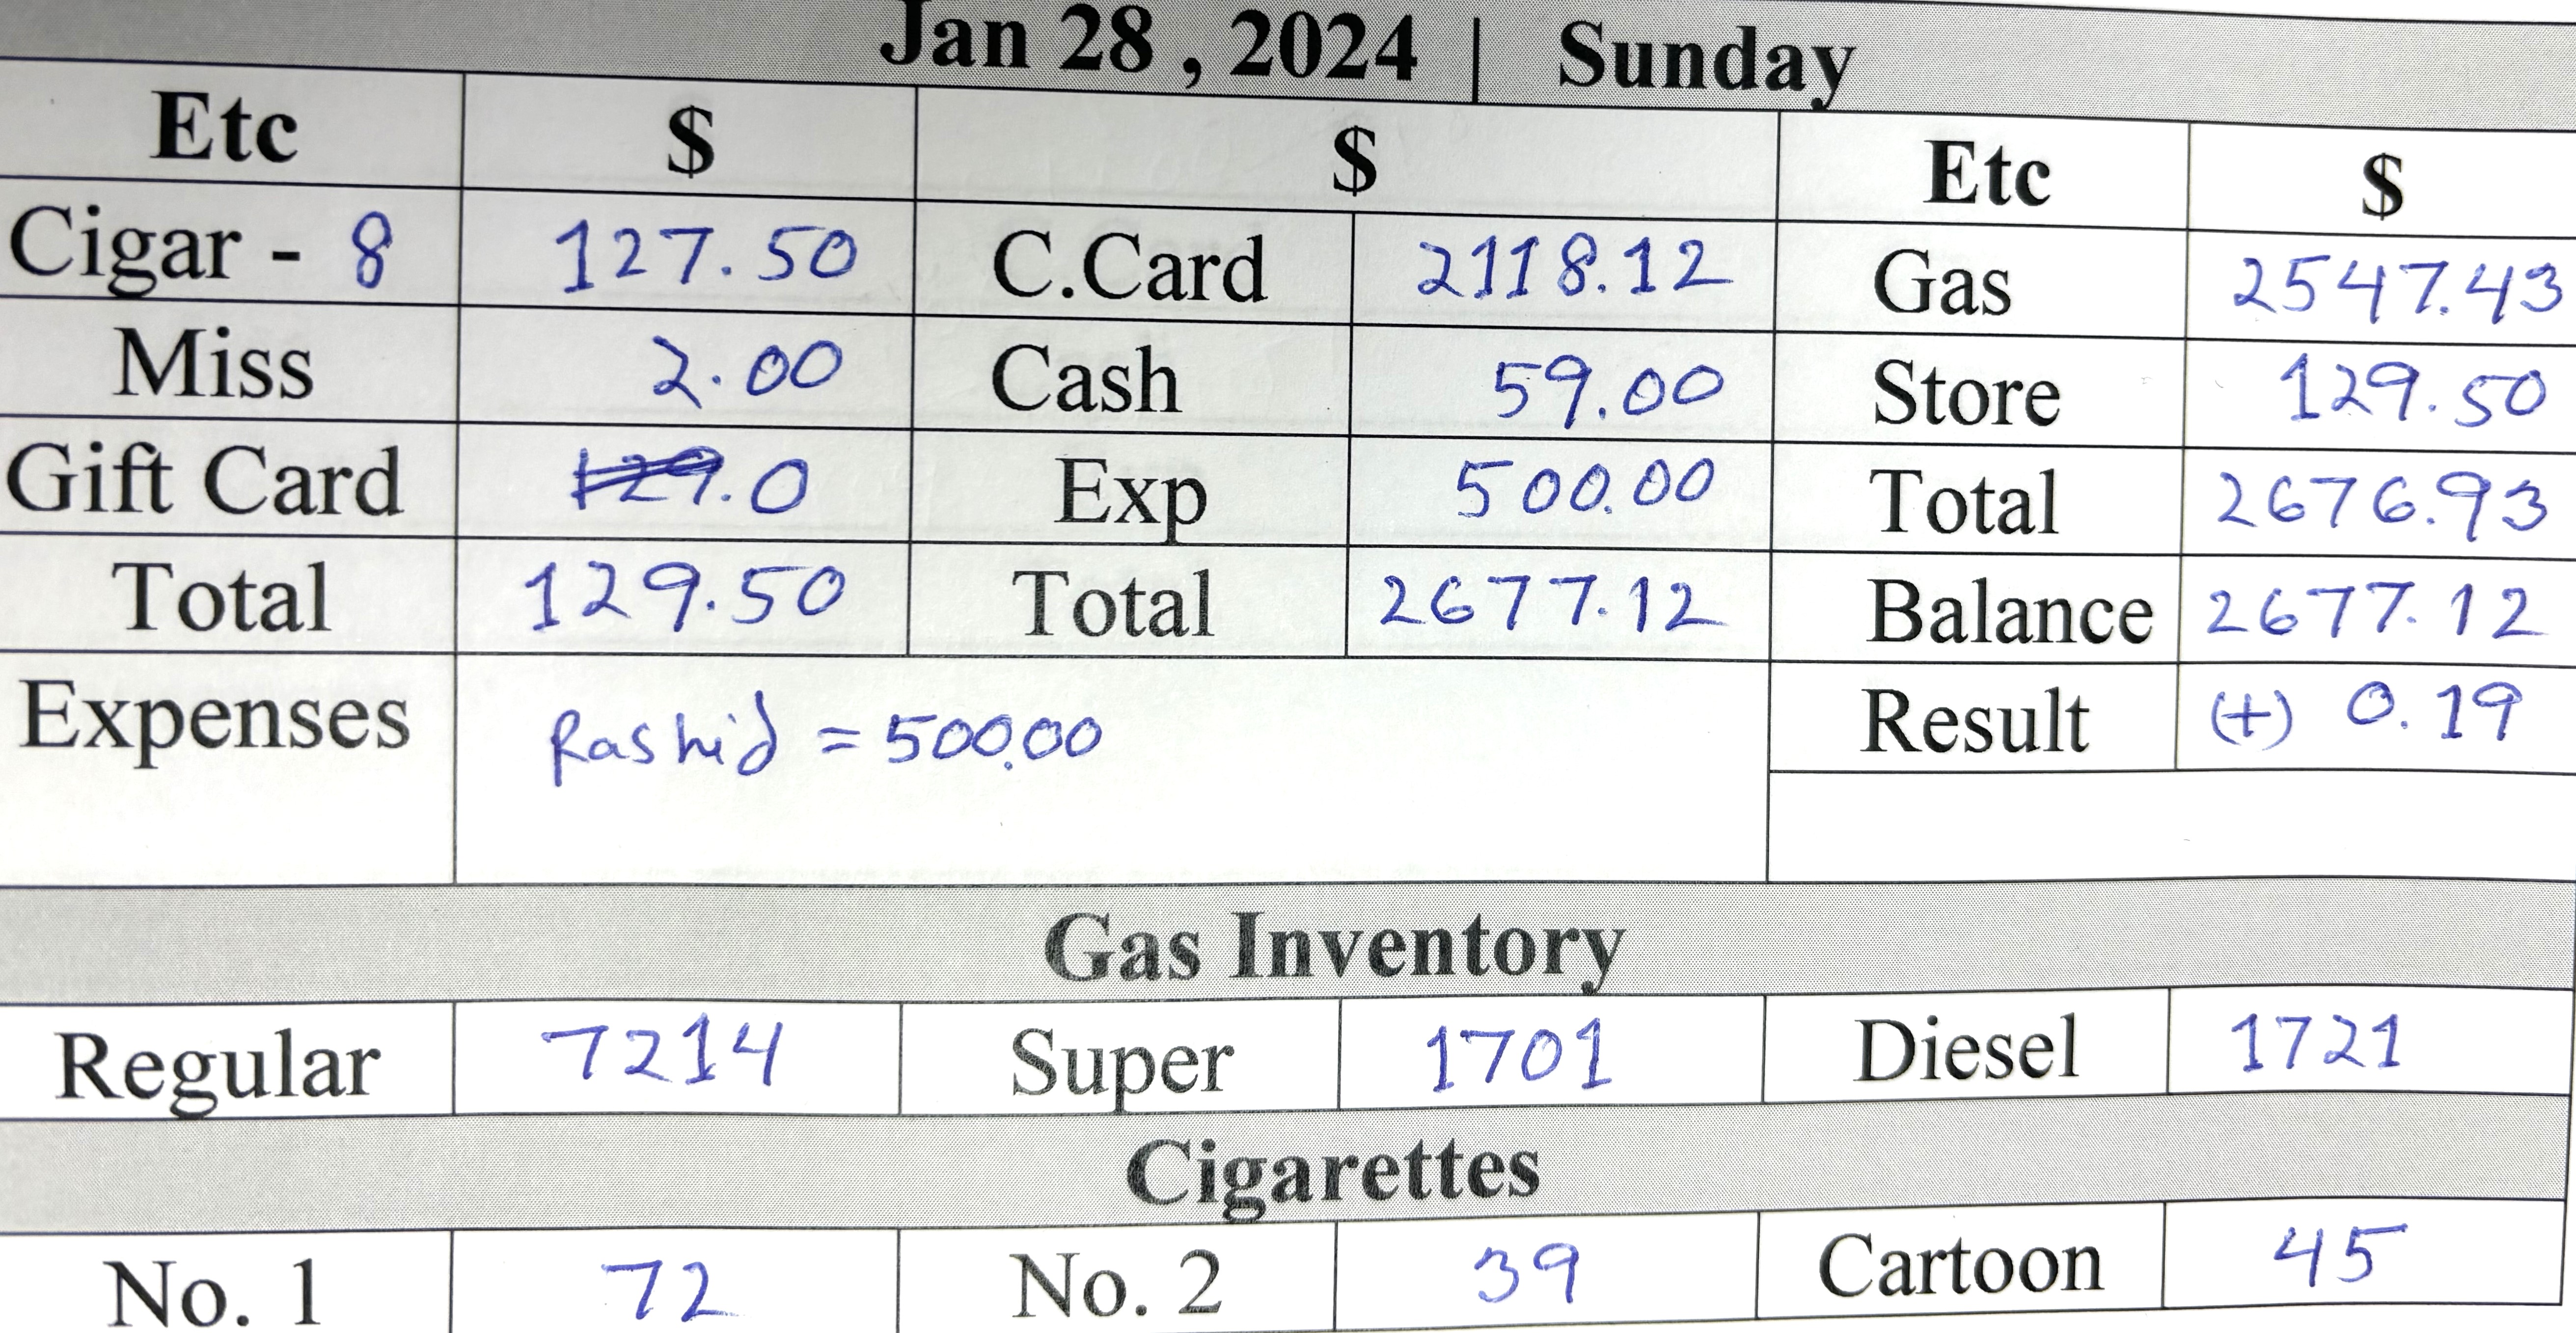 Jan 28 , 2024 | Sunday
Etc $ $ Etc $
Cigar - 8 127.50 C.Card 2118.12 Gas 2547.43
Miss 2.00 Cash 59.00 Store 129.50
Gift Card 129.0 Exp 500.00 Total 2676.93
Total 129.50 Total 2677.12 Balance 2677.12
Expenses Rashid = 500.00 Result (+) 0.19
Gas Inventory
Regular 7214 Super 1701 Diesel 1721
Cigarettes
No. 1 72 No. 2 39 Cartoon 45